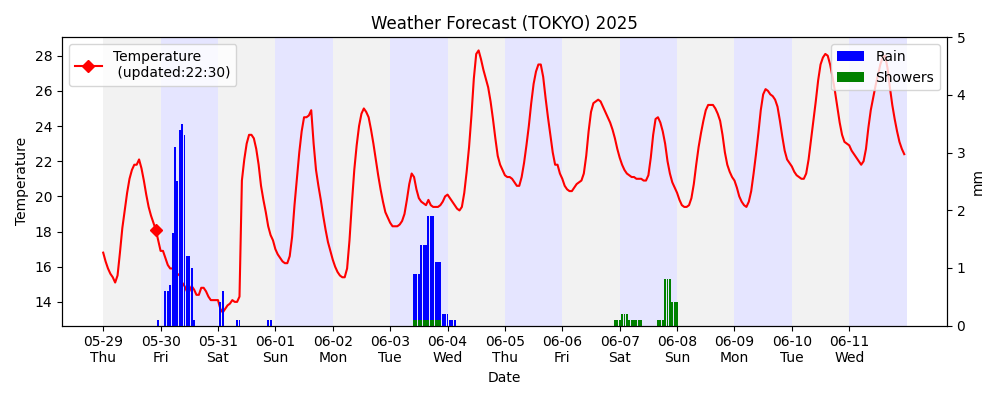 Weather Forecast (TOKYO) 2025
Temperature
(updated:22:30)
Rain
Showers
Temperature
28
26
24
22
20
18
16
14
5
4
3
2
1
0
mm
05-29 05-30 05-31 06-01 06-02 06-03 06-04 06-05 06-06 06-07 06-08 06-09 06-10 06-11
Thu Fri Sat Sun Mon Tue Wed Thu Fri Sat Sun Mon Tue Wed
Date